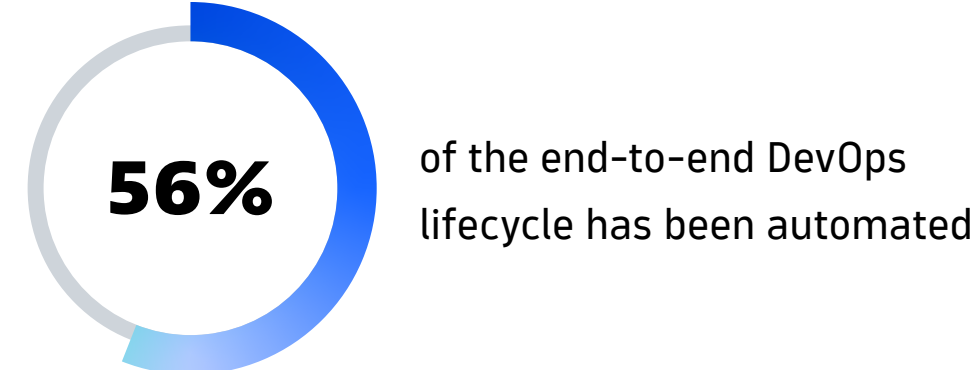 56%
of the end-to-end DevOps
lifecycle has been automated